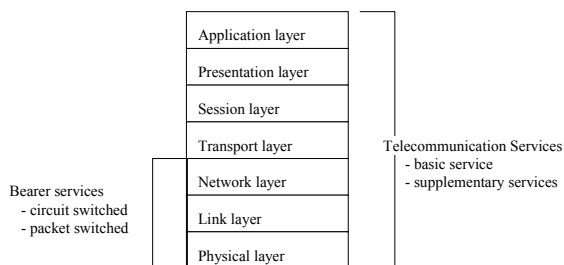 Application layer
Presentation layer
Session layer
Transport layer
Network layer
Link layer
Physical layer
Bearer services
- circuit switched
- packet switched
Telecommunication Services
- basic service
- supplementary services